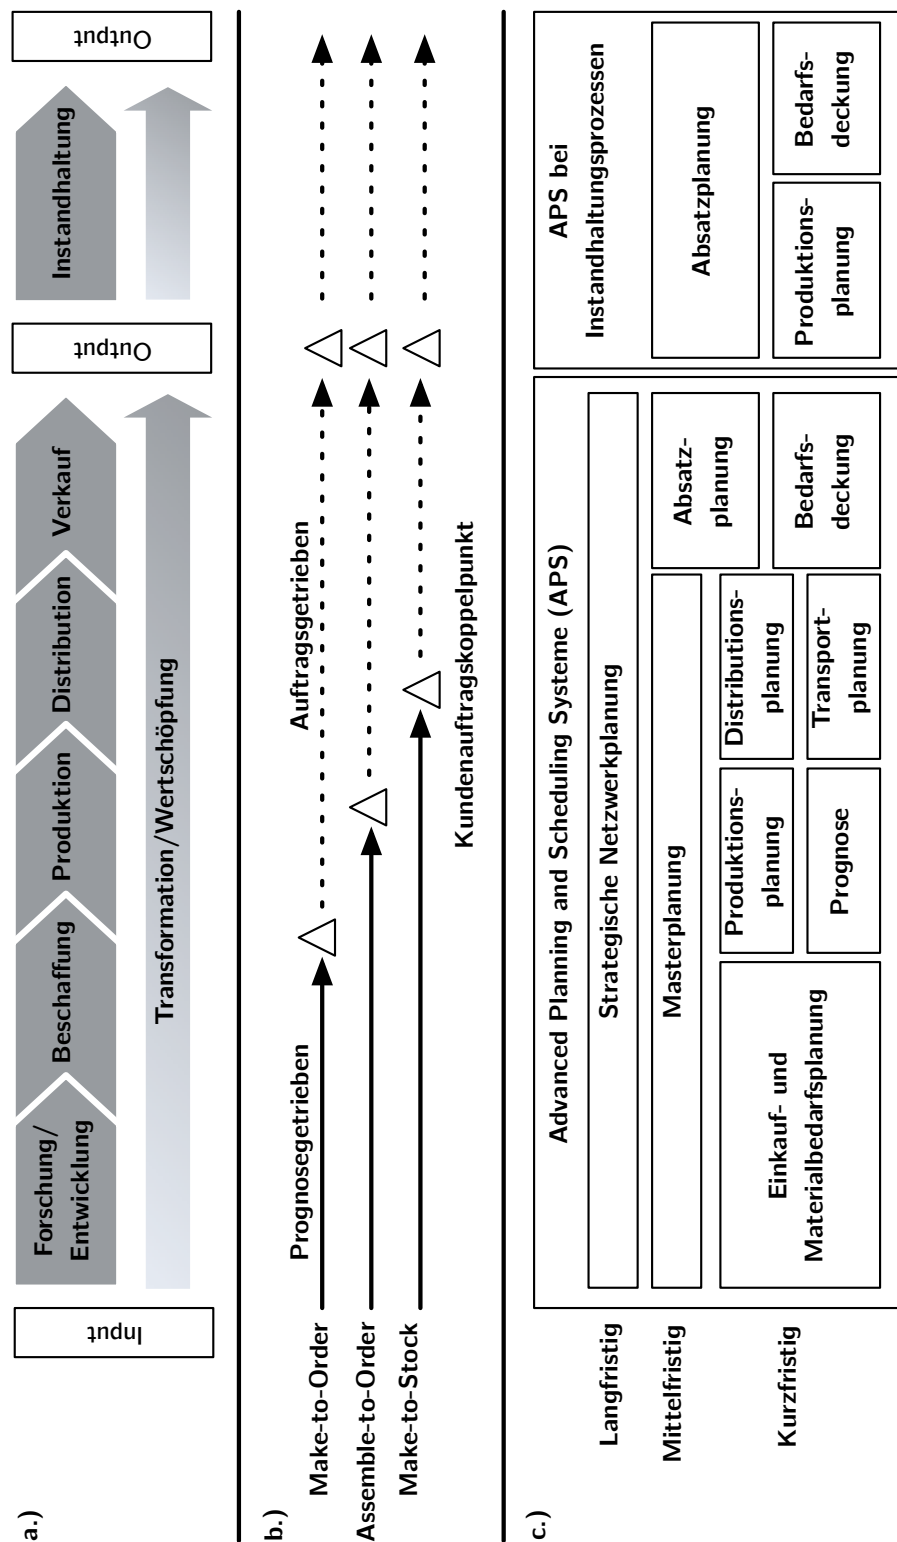 a.)
Input
Forschung/
Entwicklung
Beschaffung
Produktion
Distribution
Verkauf
Transformation/Wertschöpfung
Output
Instandhaltung
Output
b.)
Prognosegetrieben
Auftragsgetrieben
Make-to-Order
Assemble-to-Order
Make-to-Stock
Kundenauftragskoppelpunkt
c.)
Advanced Planning and Scheduling Systeme (APS)
Langfristig
Strategische Netzwerkplanung
Mittelfristig
Masterplanung
Absatz-
planung
Kurzfristig
Einkauf- und
Materialbedarfsplanung
Produktions-
planung
Distributions-
planung
Prognose
Transport-
planung
Bedarfs-
deckung
APS bei
Instandhaltungsprozessen
Absatzplanung
Produktions-
planung
Bedarfs-
deckung